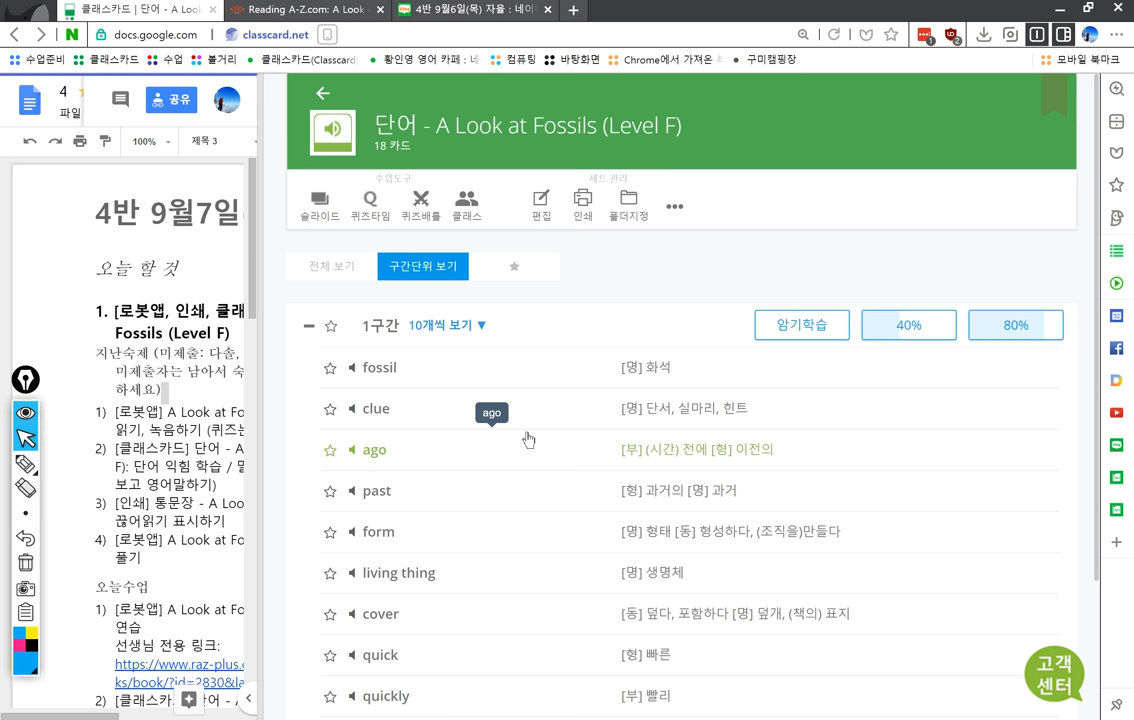 클래스카드 | 단어 - A Lo
Reading A-Z.com: A Look
4반 9월6일(목) 자율 : 네이
docs.google.com
classcard.net
1
2
수업준비
클래스카드
수업
볼거리
클래스카드(Classcard
황인영 영어 카페 : 네
컴퓨팅
바탕화면
Chrome에서 가져온
구미캠핑장
모바일 북마크
4
파일
공유
100%
제목 3
4반 9월7일(
오늘 할 것
1. [로봇앱, 인쇄, 클래
Fossils (Level F)
지난숙제 (미제출: 다솔,
미제출자는 남아서 숙
하세요)
1) [로봇앱] A Look at Fo
읽기, 녹음하기 (퀴즈는
2) [클래스카드] 단어 - A
F): 단어 익힘 학습 / 밀
보고 영어말하기)
3) [인쇄] 통문장 - A Loo
끊어읽기 표시하기
4) [로봇앱] A Look at Fo
풀기
오늘수업
1) [로봇앱] A Look at Fo
연습
선생님 전용 링크:
https://www.raz-plus.c
ks/book/?id=2830&la
2) [클래스카드] 단어 - A
단어 - A Look at Fossils (Level F)
18 카드
수업도구
세트 관리
슬라이드
퀴즈타임
퀴즈배틀
클래스
편집
인쇄
폴더지정
전체 보기
구간단위 보기
1구간
10개씩 보기 ▼
암기학습
40%
80%
fossil
[명] 화석
clue
[명] 단서, 실마리, 힌트
ago
ago
[부] (시간) 전에 [형] 이전의
past
[형] 과거의 [명] 과거
form
[명] 형태 [동] 형성하다, (조직을)만들다
living thing
[명] 생명체
cover
[동] 덮다, 포함하다 [명] 덮개, (책의) 표지
quick
[형] 빠른
quickly
[부] 빨리
고객
센터